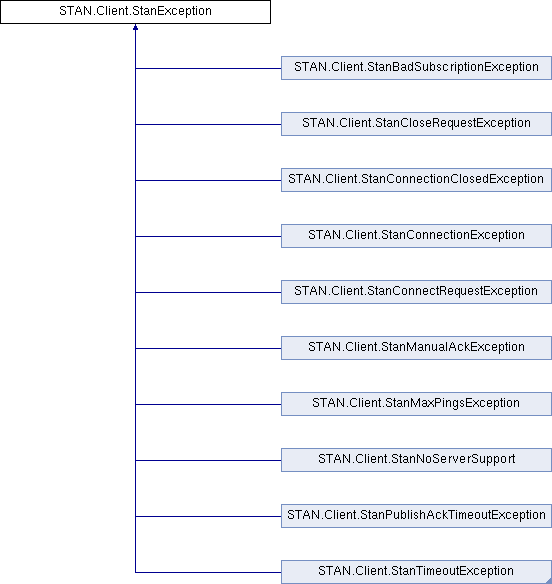 STAN.Client.StanException
STAN.Client.StanBadSubscriptionException
STAN.Client.StanCloseRequestException
STAN.Client.StanConnectionClosedException
STAN.Client.StanConnectionException
STAN.Client.StanConnectRequestException
STAN.Client.StanManualAckException
STAN.Client.StanMaxPingsException
STAN.Client.StanNoServerSupport
STAN.Client.StanPublishAckTimeoutException
STAN.Client.StanTimeoutException